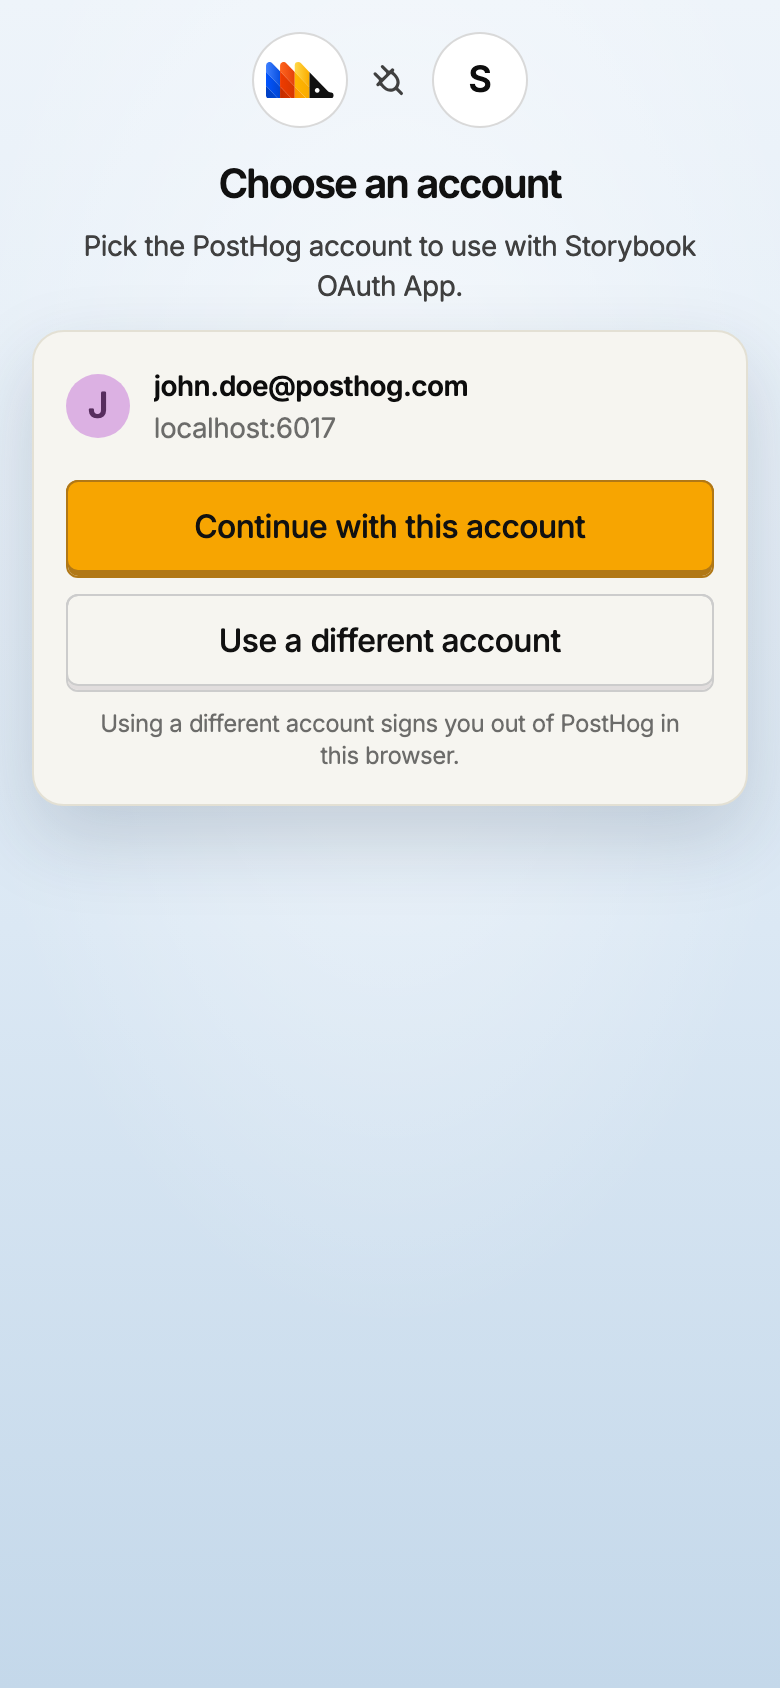 S
Choose an account
Pick the PostHog account to use with Storybook
OAuth App.
J
john.doe@posthog.com
localhost:6017
Continue with this account
Use a different account
Using a different account signs you out of PostHog in
this browser.